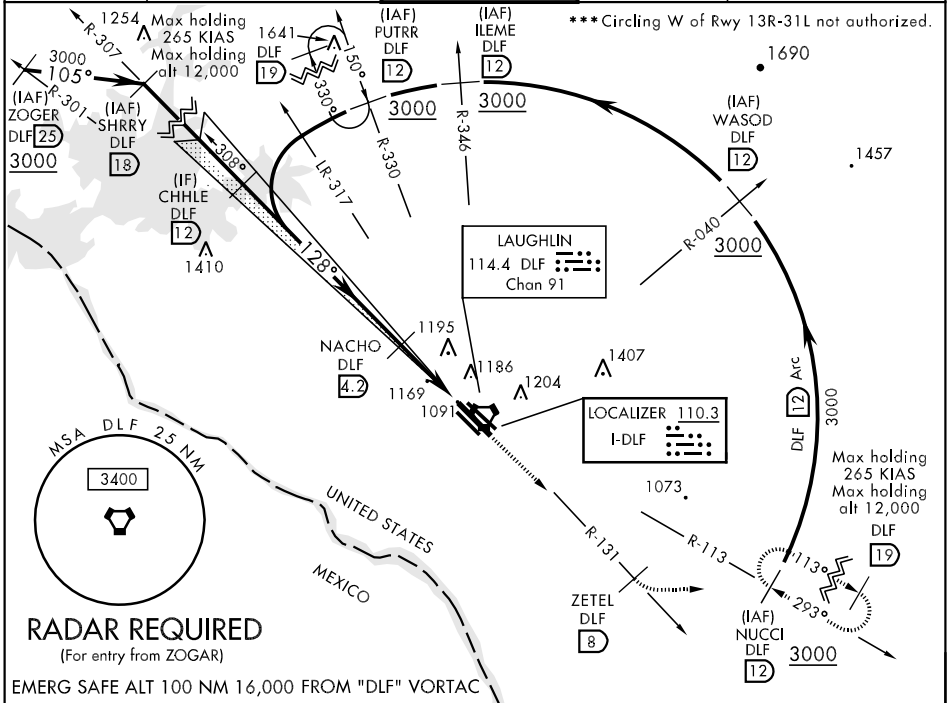 ***Circling W of Rwy 13R-31L not authorized.
1254
Max holding
265 KIAS
Max holding
alt 12,000
R-307
3000
105°
R-301
(IAF)
ZOGER
DLF 25
3000
(IAF)
SHRRY
DLF
18
1641
DLF
19
150°
330°
(IAF)
PUTRR
DLF
12
3000
(IAF)
ILEME
DLF
12
3000
1690
(IAF)
WASOD
DLF
12
1457
R-346
R-330
LR-317
308°
(IF)
CHHLE
DLF
12
1410
128°
R-040
3000
LAUGHLIN
114.4 DLF
Chan 91
NACHO
DLF
4.2
1195
1186
1169
1204
1407
1091
LOCALIZER 110.3
I-DLF
DLF 12 Arc
3000
MSA DLF 25 NM
3400
UNITED STATES
MEXICO
1073
R-113
R-131
Max holding
265 KIAS
Max holding
alt 12,000
DLF
19
113°
293°
ZETEL
DLF
8
(IAF)
NUCCI
DLF
12
3000
RADAR REQUIRED
(For entry from ZOGAR)
EMERG SAFE ALT 100 NM 16,000 FROM "DLF" VORTAC